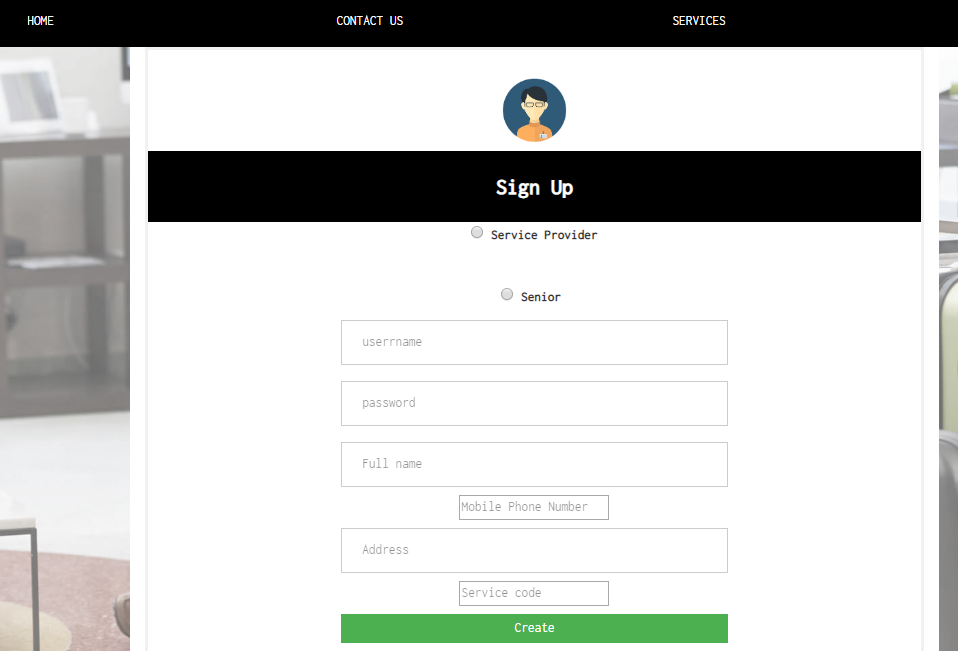 HOME CONTACT US SERVICES
Sign Up
Service Provider
Senior
userrname
password
Full name
Mobile Phone Number
Address
Service code
Create